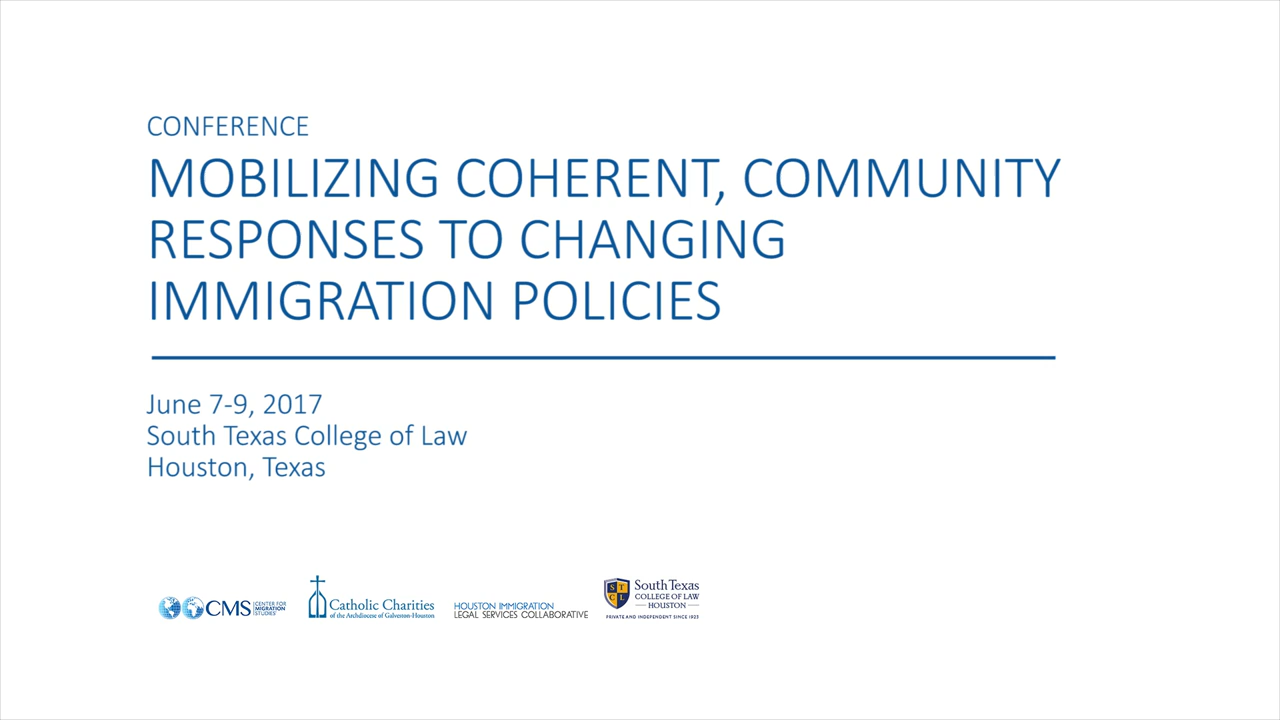 CONFERENCE
MOBILIZING COHERENT, COMMUNITY
RESPONSES TO CHANGING
IMMIGRATION POLICIES
June 7-9, 2017
South Texas College of Law
Houston, Texas
CMS
CENTER FOR
MIGRATION
STUDIES
Catholic Charities
of the Archdiocese of Galveston-Houston
HOUSTON IMMIGRATION
LEGAL SERVICES COLLABORATIVE
S T
C L
South Texas
COLLEGE OF LAW
HOUSTON
PRIVATE AND INDEPENDENT SINCE 1923